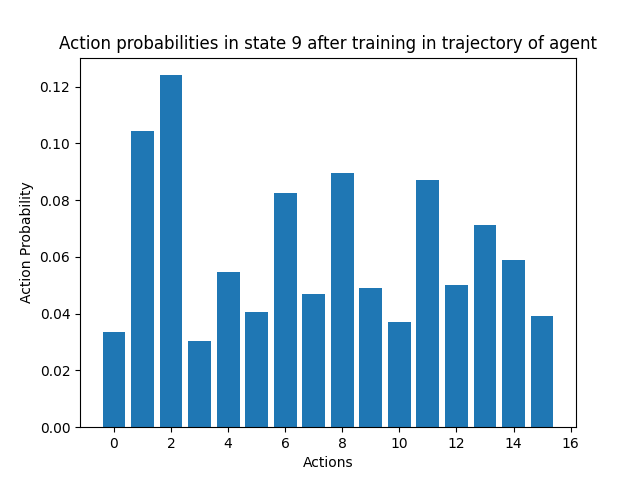 Action probabilities in state 9 after training in trajectory of agent
0.12
0.10
0.08
0.06
0.04
0.02
0.00
Action Probability
0 2 4 6 8 10 12 14 16
Actions